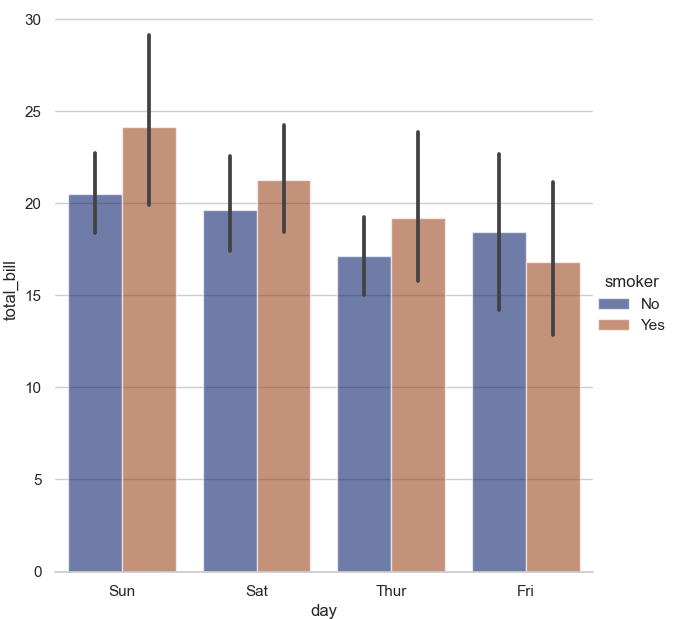 30
25
20
15
10
5
0
total_bill
Sun
Sat
Thur
Fri
day
smoker
No
Yes